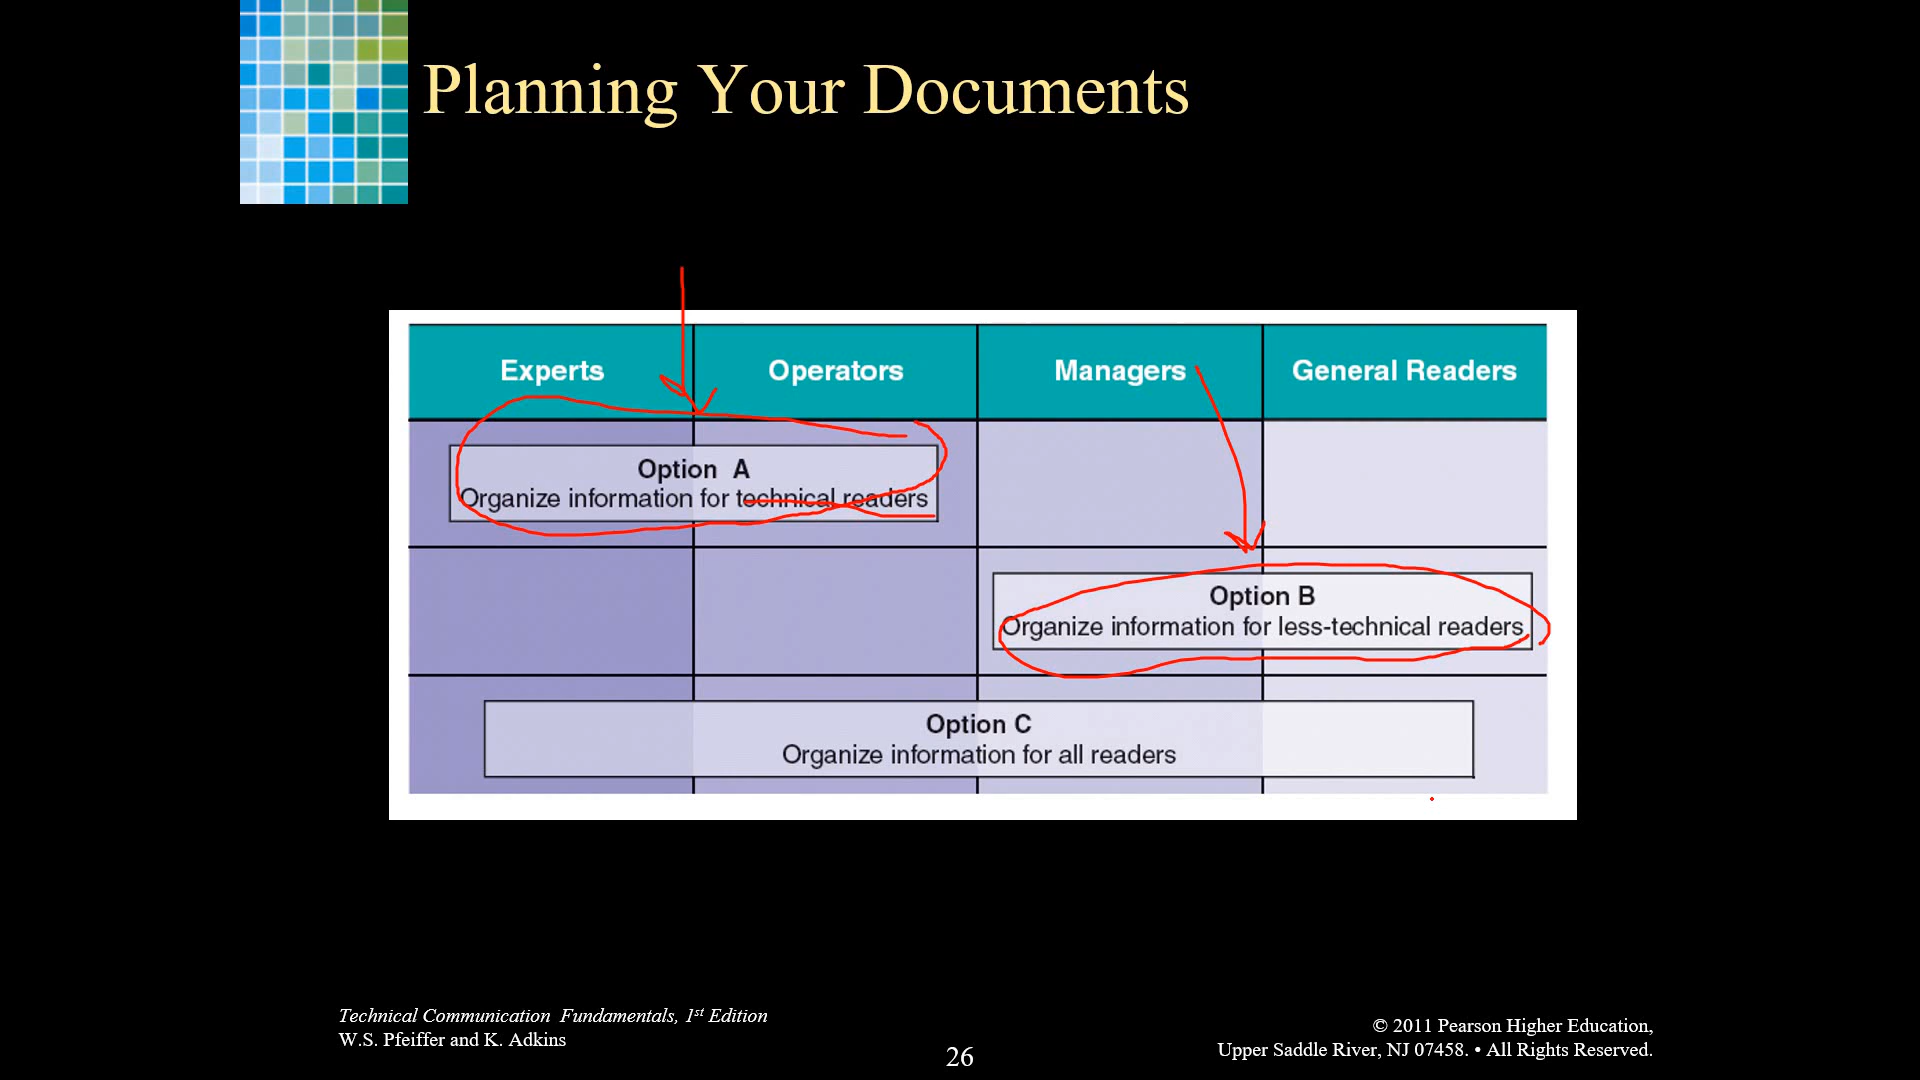 Planning Your Documents
Experts Operators Managers General Readers
Option A
Organize information for technical readers
Option B
Organize information for less-technical readers
Option C
Organize information for all readers
Technical Communication Fundamentals, 1st Edition
W.S. Pfeiffer and K. Adkins
26
© 2011 Pearson Higher Education,
Upper Saddle River, NJ 07458. • All Rights Reserved.